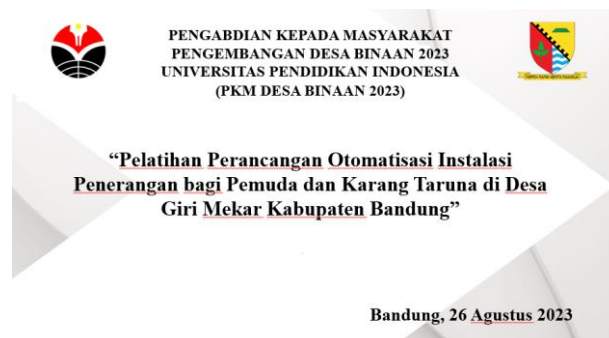 PENGABDIAN KEPADA MASYARAKAT
PENGEMBANGAN DESA BINAAN 2023
UNIVERSITAS PENDIDIKAN INDONESIA
(PKM DESA BINAAN 2023)
“Pelatihan Perancangan Otomatisasi Instalasi
Penerangan bagi Pemuda dan Karang Taruna di Desa
Giri Mekar Kabupaten Bandung”
Bandung, 26 Agustus 2023